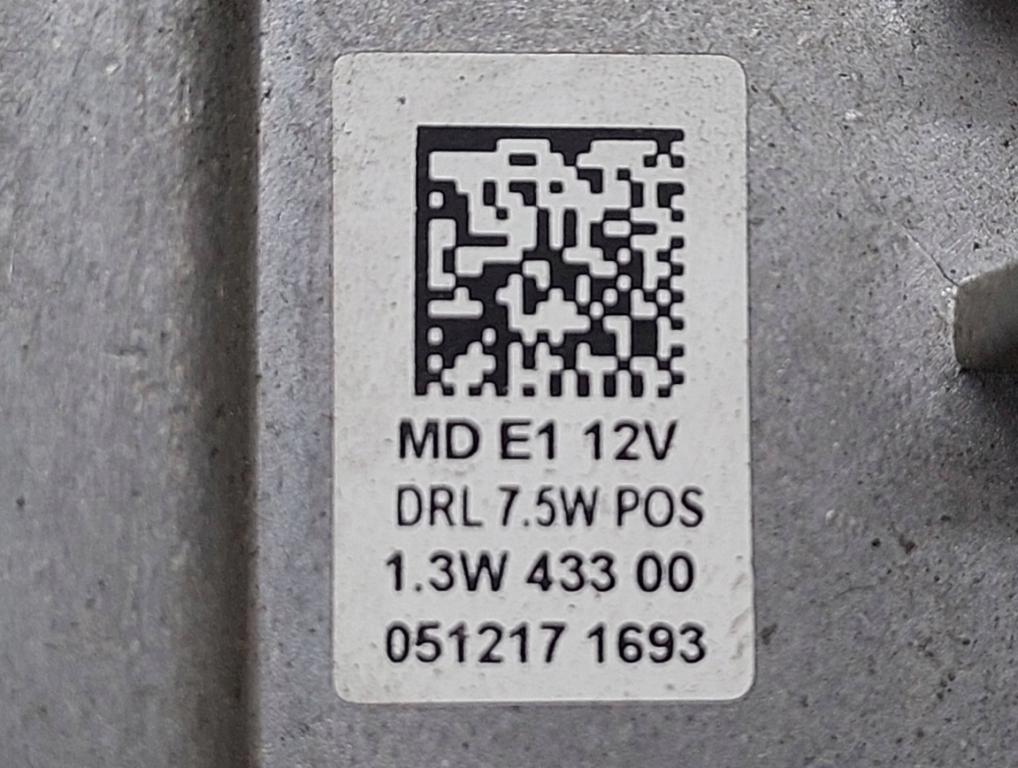 MD E1 12V
DRL 7.5W POS
1.3W 433 00
051217 1693